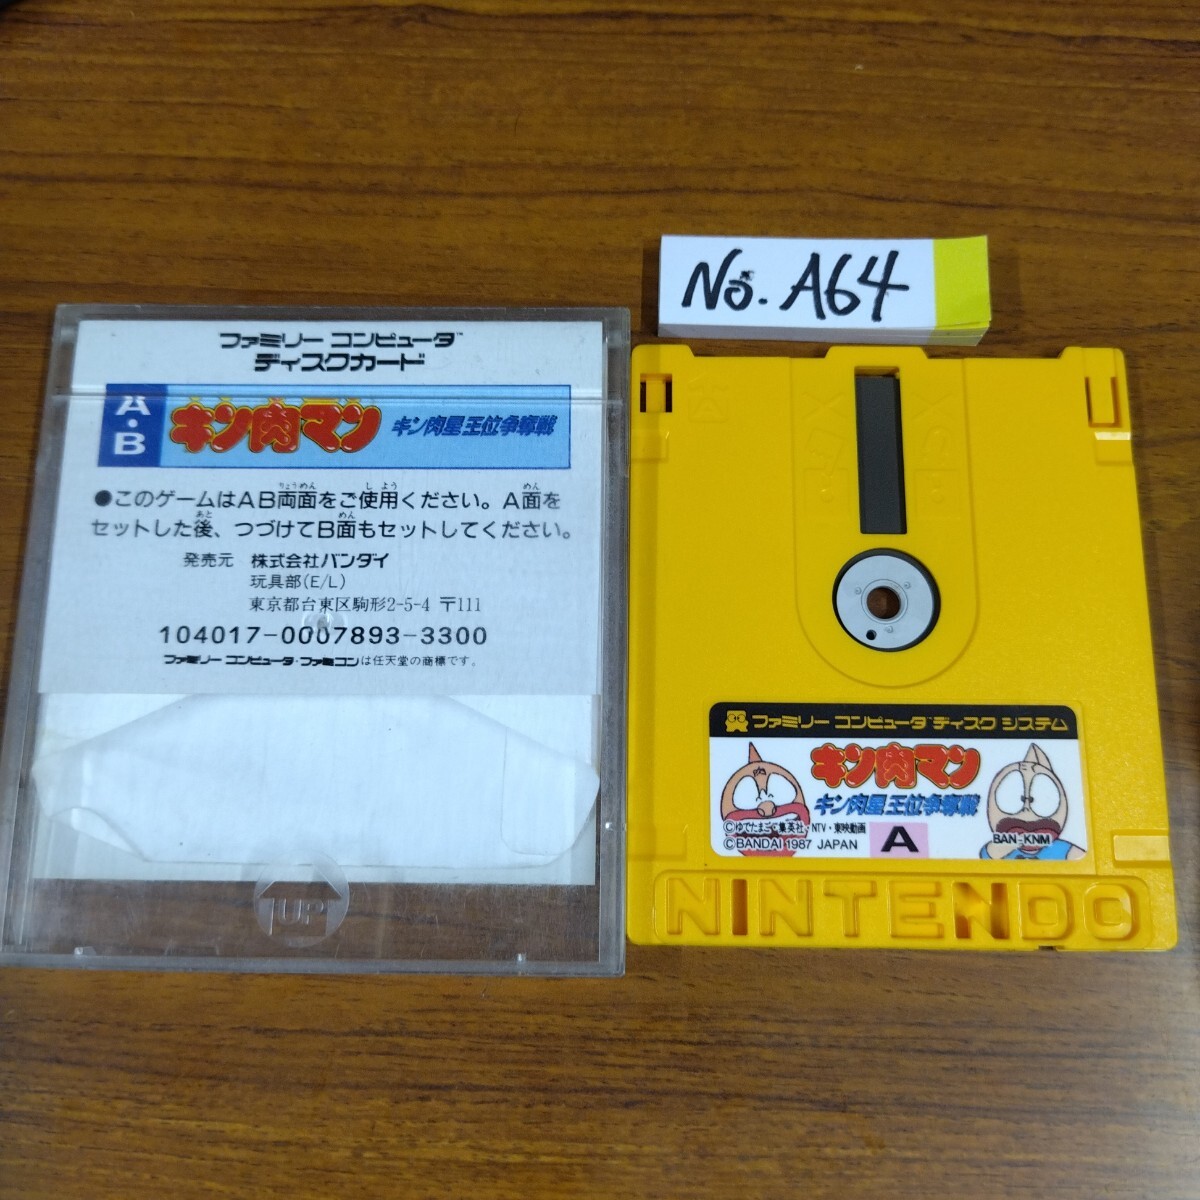 No. A64
ファミリー コンピュータ™
ディスクカード
A・B
キン肉マン
キン肉星王位争奪戦
●このゲームはAB両面をご使用ください。A面を
セットした後、つづけてB面もセットしてください。
発売元 株式会社バンダイ
玩具部(E/L)
東京都台東区駒形2-5-4 〒111
104017-0007893-3300
ファミリー コンピュータ・ファミコンは任天堂の商標です。
UP
ファミリー コンピュータ™ ディスク システム
キン肉マン
キン肉星王位争奪戦
©ゆでたまご・集英社・NTV・東映動画
©BANDAI 1987 JAPAN
A
BAN-KNM
NINTENDO